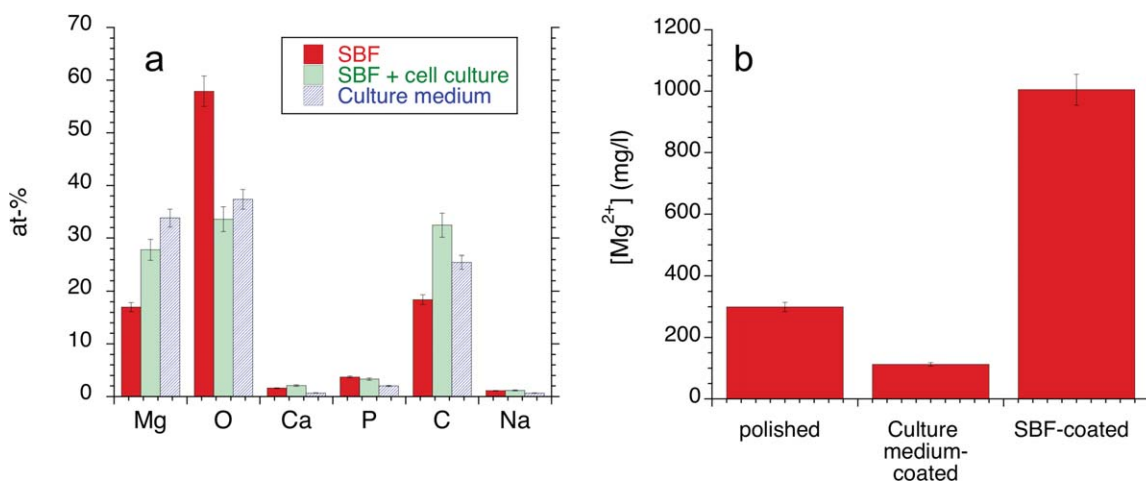 a
SBF
SBF + cell culture
Culture medium
at-%
70
60
50
40
30
20
10
0
Mg O Ca P C Na
b
[Mg²⁺] (mg/l)
1200
1000
800
600
400
200
0
polished
Culture
medium-
coated
SBF-coated